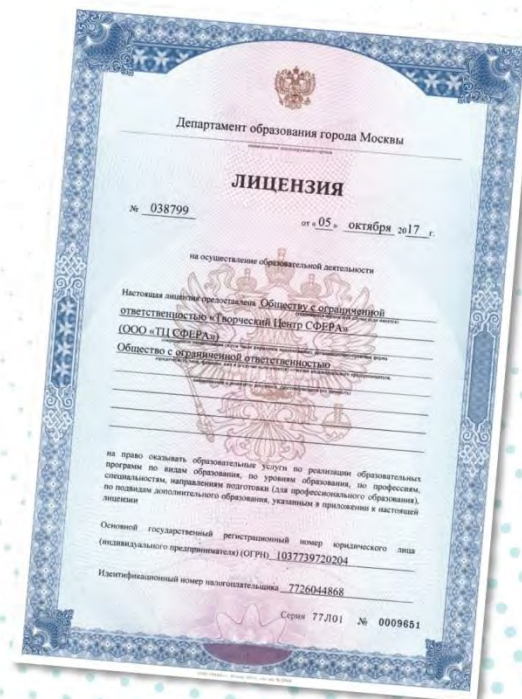 Департамент образования города Москвы
ЛИЦЕНЗИЯ
№ 038799
от « 05 » октября 2017 г.
на осуществление образовательной деятельности
Настоящая лицензия предоставлена Обществу с ограниченной
ответственностью «Творческий Центр СФЕРА»
(ООО «ТЦ СФЕРА»)
Общество с ограниченной ответственностью
на право оказывать образовательные услуги по реализации образовательных
программ по видам образования, по уровням образования, по профессиям,
специальностям, направлениям подготовки (для профессионального образования),
по подвидам дополнительного образования, указанным в приложении к настоящей
лицензии
Основной государственный регистрационный номер юридического лица
(индивидуального предпринимателя) (ОГРН) 1037739720204
Идентификационный номер налогоплательщика 7726044868
Серия 77Л01 № 0009651